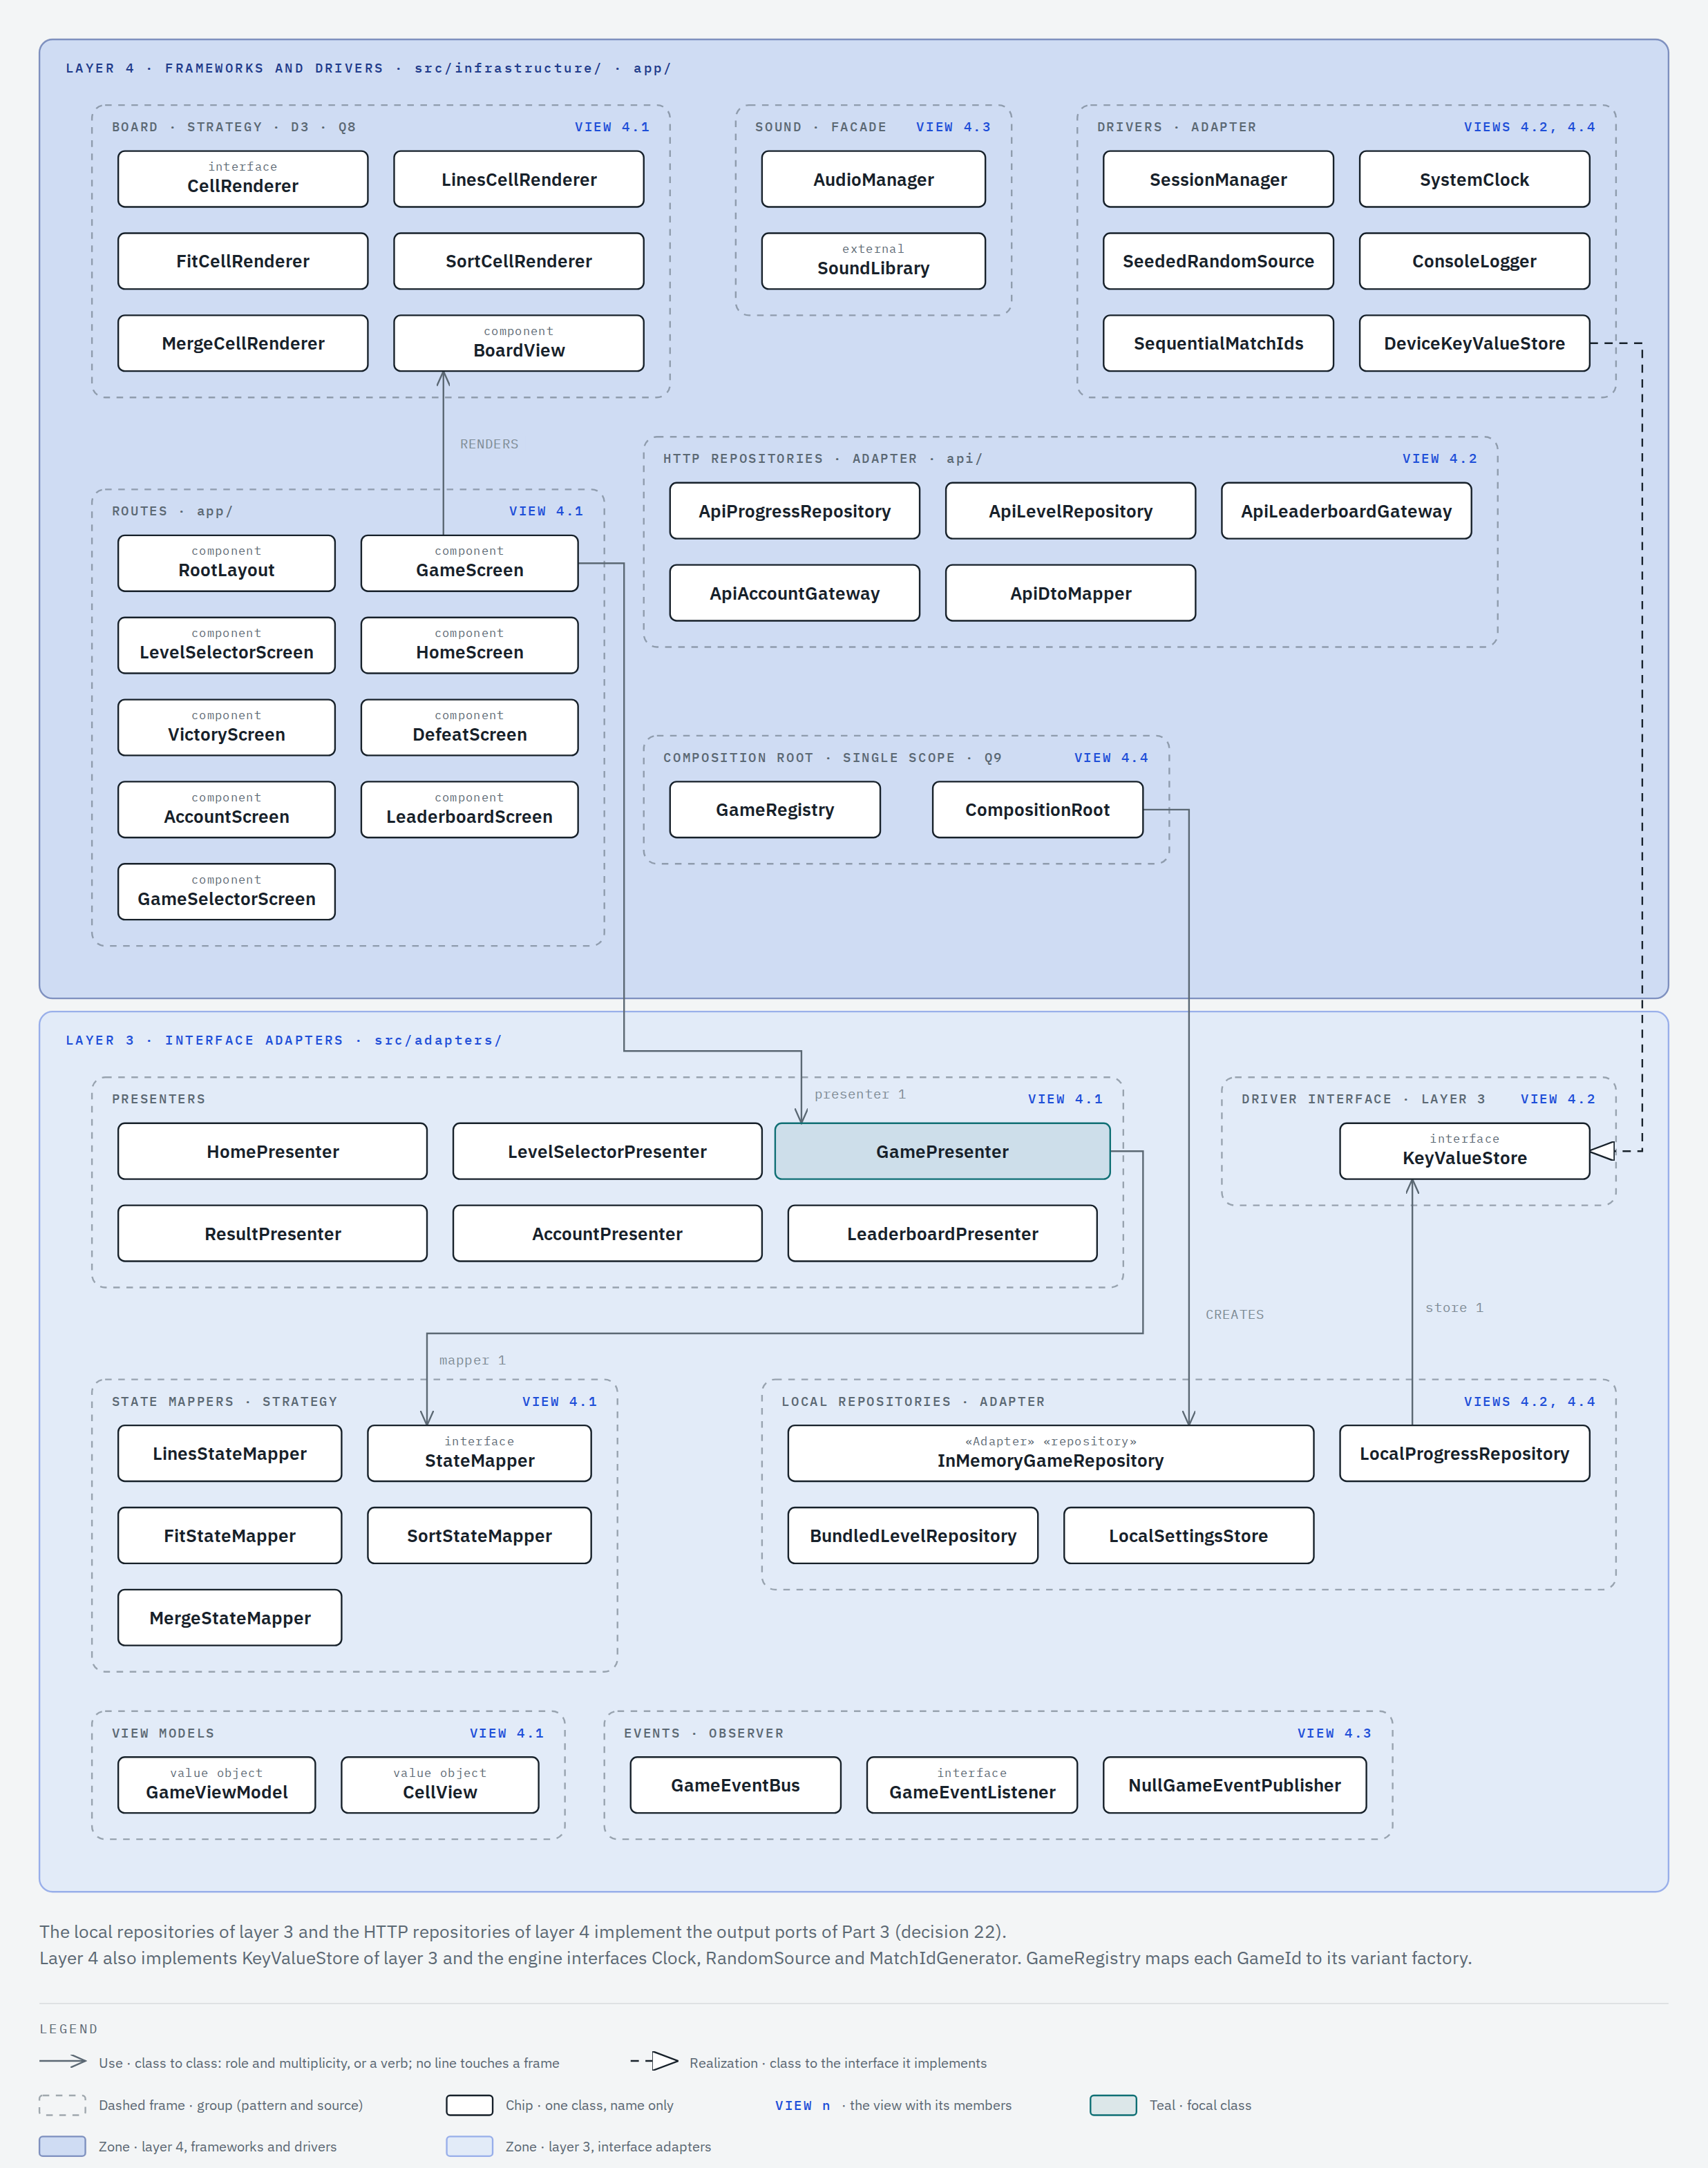 LAYER 4 · FRAMEWORKS AND DRIVERS · src/infrastructure/ · app/
BOARD · STRATEGY · D3 · Q8
VIEW 4.1
interface
CellRenderer
LinesCellRenderer
FitCellRenderer
SortCellRenderer
MergeCellRenderer
component
BoardView
SOUND · FACADE
VIEW 4.3
AudioManager
external
SoundLibrary
DRIVERS · ADAPTER
VIEWS 4.2, 4.4
SessionManager
SystemClock
SeededRandomSource
ConsoleLogger
SequentialMatchIds
DeviceKeyValueStore
RENDERS
HTTP REPOSITORIES · ADAPTER · api/
VIEW 4.2
ApiProgressRepository
ApiLevelRepository
ApiLeaderboardGateway
ApiAccountGateway
ApiDtoMapper
ROUTES · app/
VIEW 4.1
component
RootLayout
component
GameScreen
component
LevelSelectorScreen
component
HomeScreen
component
VictoryScreen
component
DefeatScreen
component
AccountScreen
component
LeaderboardScreen
component
GameSelectorScreen
COMPOSITION ROOT · SINGLE SCOPE · Q9
VIEW 4.4
GameRegistry
CompositionRoot
LAYER 3 · INTERFACE ADAPTERS · src/adapters/
PRESENTERS
presenter 1
VIEW 4.1
HomePresenter
LevelSelectorPresenter
GamePresenter
ResultPresenter
AccountPresenter
LeaderboardPresenter
DRIVER INTERFACE · LAYER 3
VIEW 4.2
interface
KeyValueStore
CREATES
store 1
mapper 1
STATE MAPPERS · STRATEGY
VIEW 4.1
LinesStateMapper
interface
StateMapper
FitStateMapper
SortStateMapper
MergeStateMapper
LOCAL REPOSITORIES · ADAPTER
VIEWS 4.2, 4.4
«Adapter» «repository»
InMemoryGameRepository
LocalProgressRepository
BundledLevelRepository
LocalSettingsStore
VIEW MODELS
VIEW 4.1
value object
GameViewModel
value object
CellView
EVENTS · OBSERVER
VIEW 4.3
GameEventBus
interface
GameEventListener
NullGameEventPublisher
The local repositories of layer 3 and the HTTP repositories of layer 4 implement the output ports of Part 3 (decision 22).
Layer 4 also implements KeyValueStore of layer 3 and the engine interfaces Clock, RandomSource and MatchIdGenerator. GameRegistry maps each GameId to its variant factory.
LEGEND
Use · class to class: role and multiplicity, or a verb; no line touches a frame
Realization · class to the interface it implements
Dashed frame · group (pattern and source)
Chip · one class, name only
VIEW n · the view with its members
Teal · focal class
Zone · layer 4, frameworks and drivers
Zone · layer 3, interface adapters